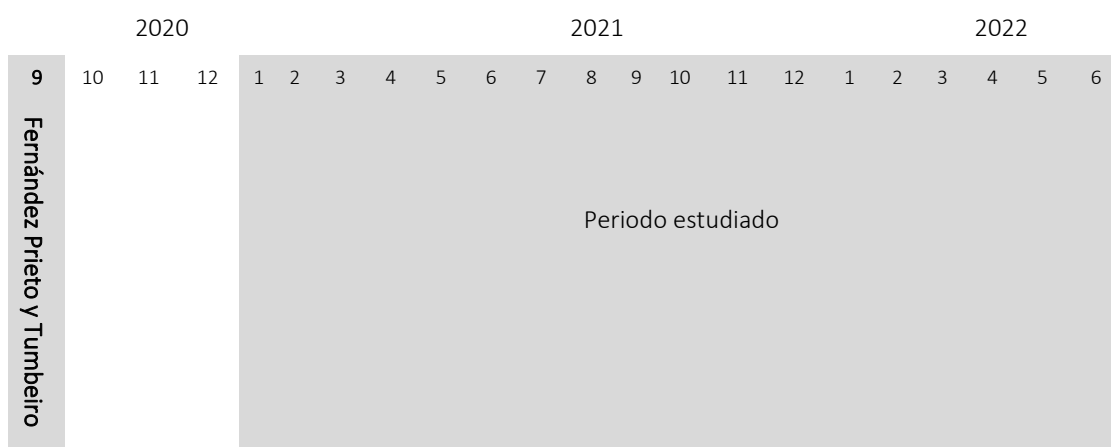 2020 2021 2022
9 10 11 12 1 2 3 4 5 6 7 8 9 10 11 12 1 2 3 4 5 6
Fernández Prieto y Tumbeiro
Periodo estudiado